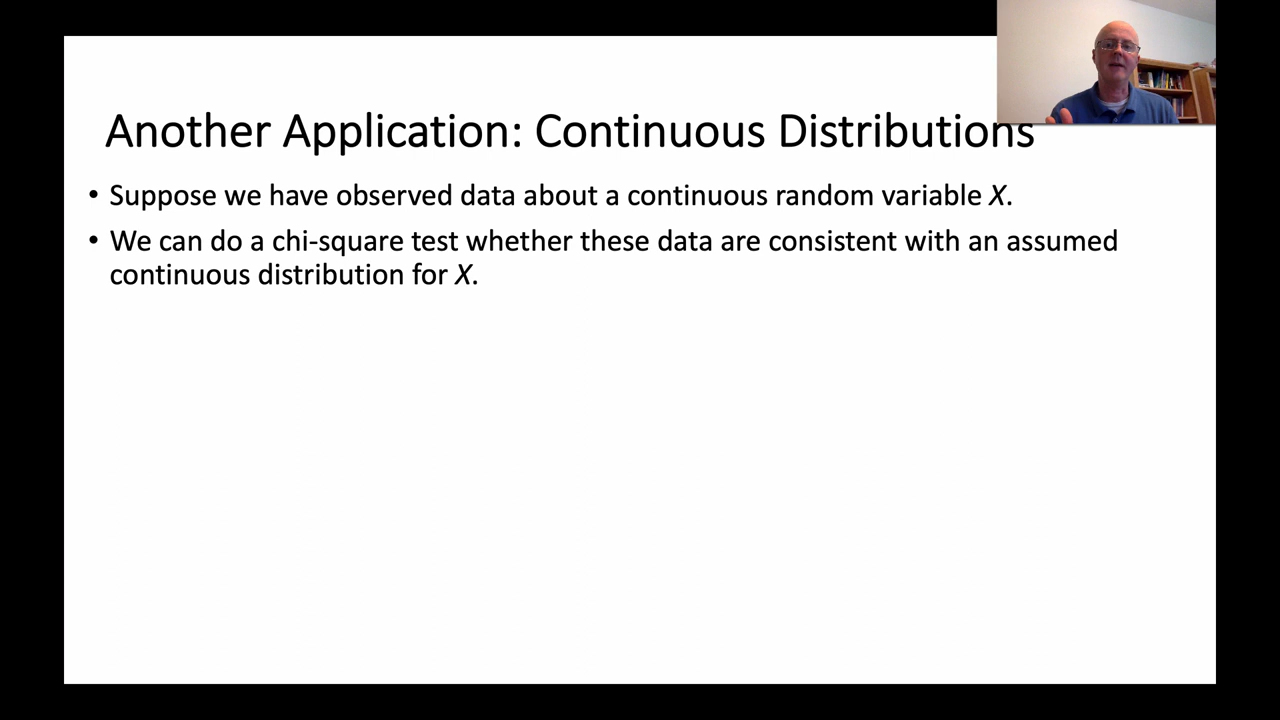 Another Application: Continuous Distributions
• Suppose we have observed data about a continuous random variable X.
• We can do a chi-square test whether these data are consistent with an assumed
continuous distribution for X.